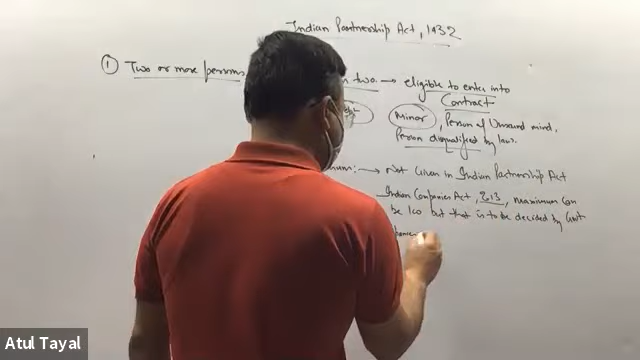 Indian Partnership Act, 1932
① Two or more persons two. → eligible to enter into
Contract
Minor, Person of Unsound mind,
Person disqualified by law.
→ Not Given in Indian Partnership Act
Indian Companies Act, 2013, maximum can
be 100 but that is to be decided by Govt
hence
Atul Tayal